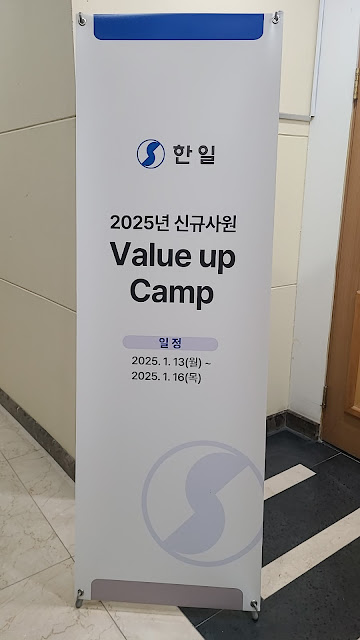 한일
2025년 신규사원
Value up
Camp
일정
2025. 1. 13(월) ~
2025. 1. 16(목)